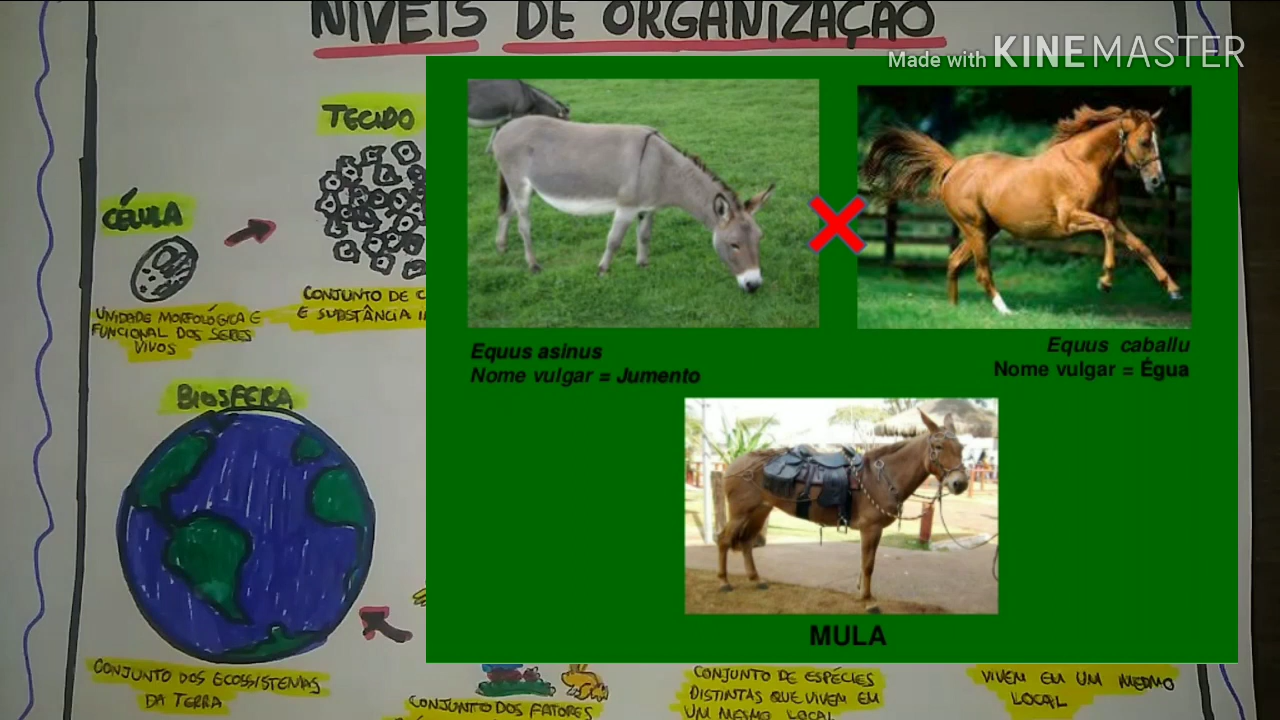 NÍVEIS DE ORGANIZAÇÃO
Made with KINEMASTER
TECIDO
CÉLULA
CONJUNTO DE C
E SUBSTÂNCIA I
UNIDADE MORFOLÓGICA E
FUNCIONAL DOS SERES
VIVOS
Equus asinus
Nome vulgar = Jumento
Equus caballu
Nome vulgar = Égua
BIOSFERA
MULA
CONJUNTO DOS ECOSSISTEMAS
DA TERRA
CONJUNTO DOS FATORES
CONJUNTO DE ESPÉCIES
DISTINTAS QUE VIVEM EM
UM MESMO LOCAL
VIVEM EM UM MESMO
LOCAL